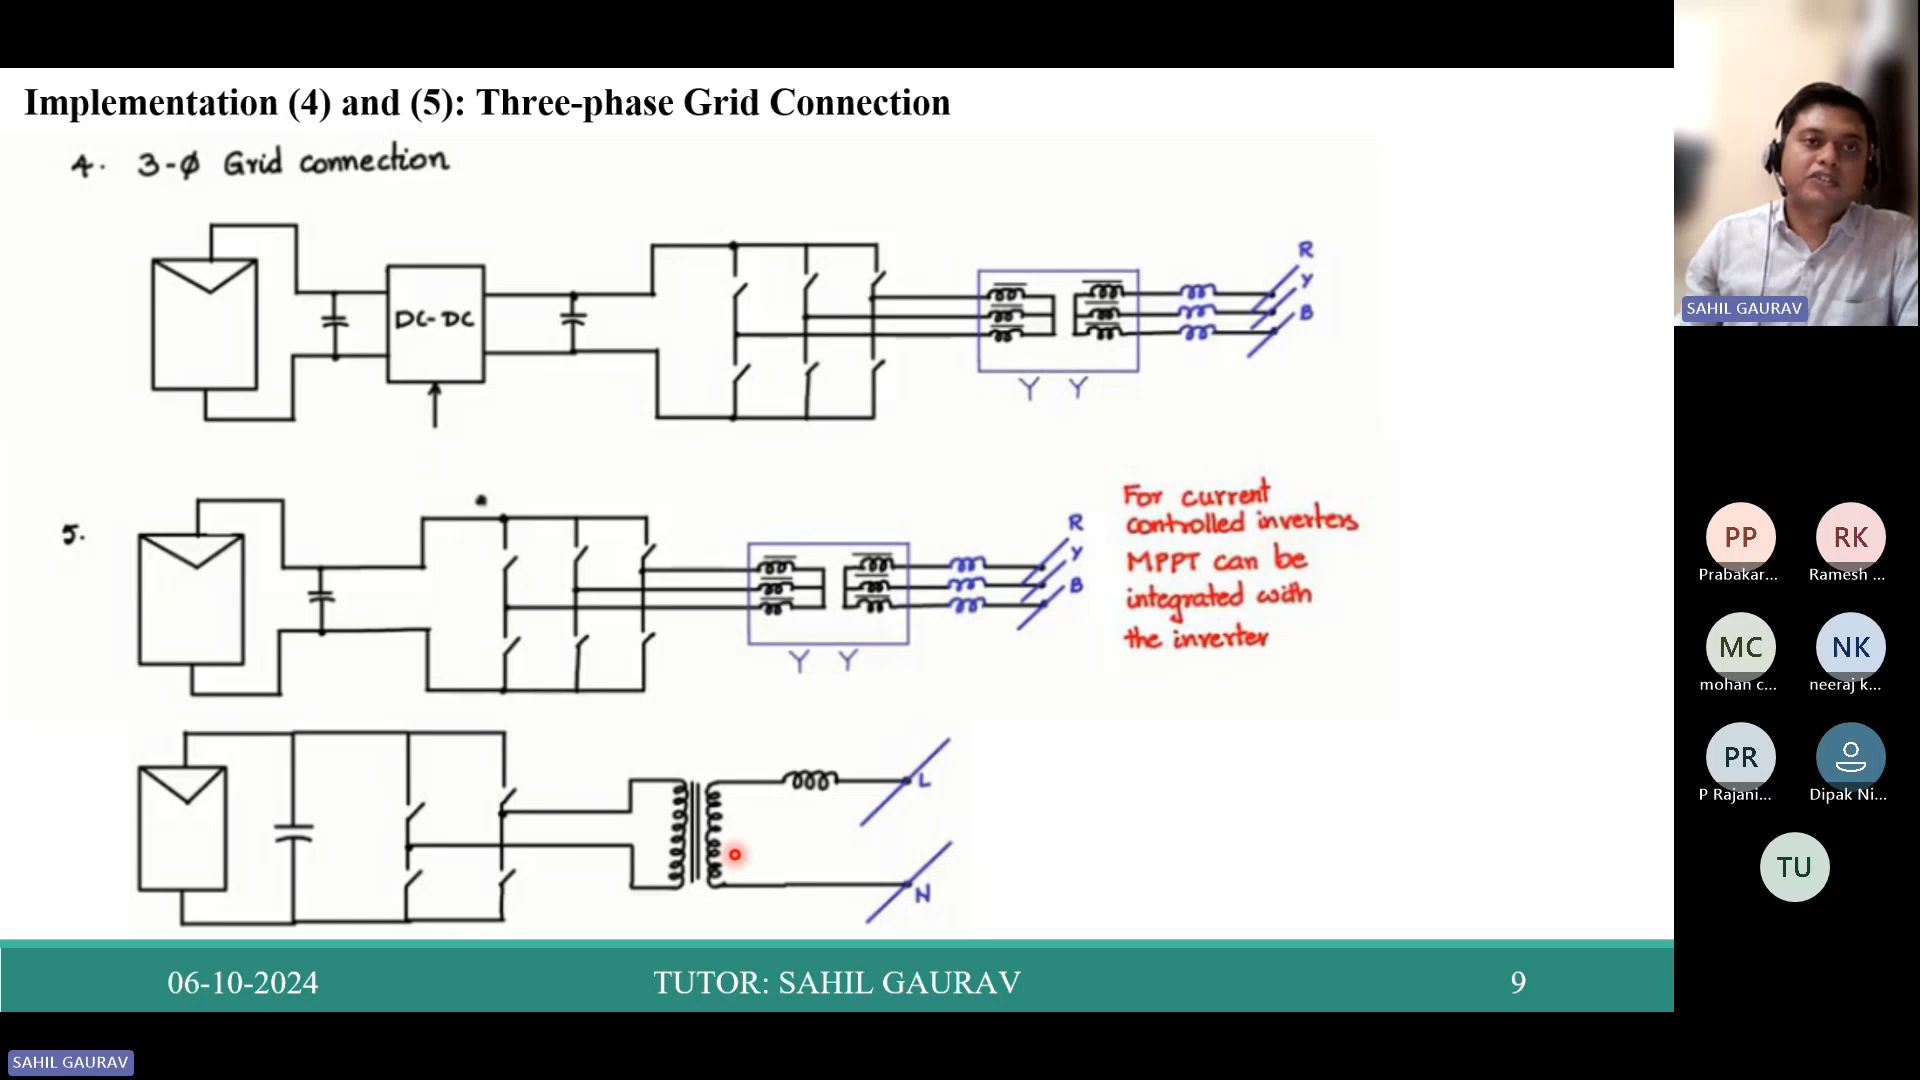 Implementation (4) and (5): Three-phase Grid Connection
4. 3-ϕ Grid connection
DC-DC
R
Y
B
Y Y
5.
R
Y
B
Y Y
For current
controlled inverters
MPPT can be
integrated with
the inverter
L
N
06-10-2024 TUTOR: SAHIL GAURAV 9
SAHIL GAURAV
SAHIL GAURAV
PP RK
Prabakar... Ramesh ...
MC NK
mohan c... neeraj k...
PR
P Rajani... Dipak Ni...
TU